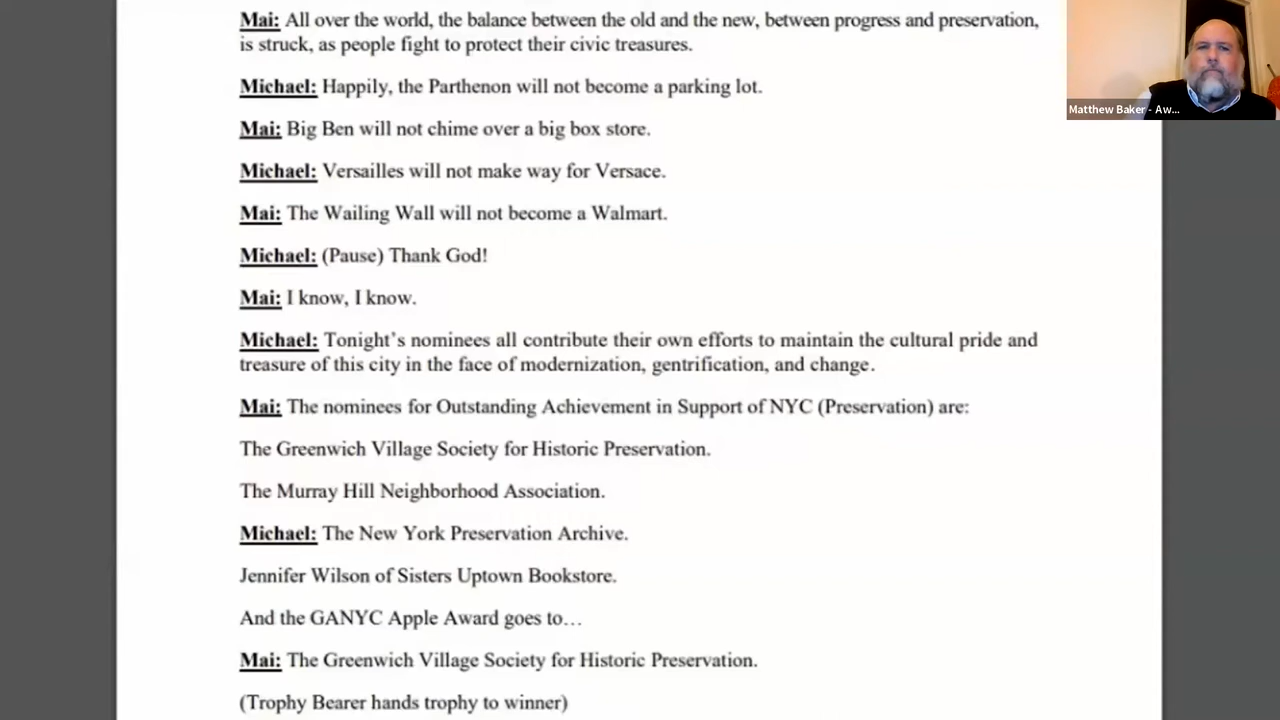 Mai: All over the world, the balance between the old and the new, between progress and preservation,
is struck, as people fight to protect their civic treasures.
Michael: Happily, the Parthenon will not become a parking lot.
Mai: Big Ben will not chime over a big box store.
Michael: Versailles will not make way for Versace.
Mai: The Wailing Wall will not become a Walmart.
Michael: (Pause) Thank God!
Mai: I know, I know.
Michael: Tonight’s nominees all contribute their own efforts to maintain the cultural pride and
treasure of this city in the face of modernization, gentrification, and change.
Mai: The nominees for Outstanding Achievement in Support of NYC (Preservation) are:
The Greenwich Village Society for Historic Preservation.
The Murray Hill Neighborhood Association.
Michael: The New York Preservation Archive.
Jennifer Wilson of Sisters Uptown Bookstore.
And the GANYC Apple Award goes to…
Mai: The Greenwich Village Society for Historic Preservation.
(Trophy Bearer hands trophy to winner)
Matthew Baker - Aw...